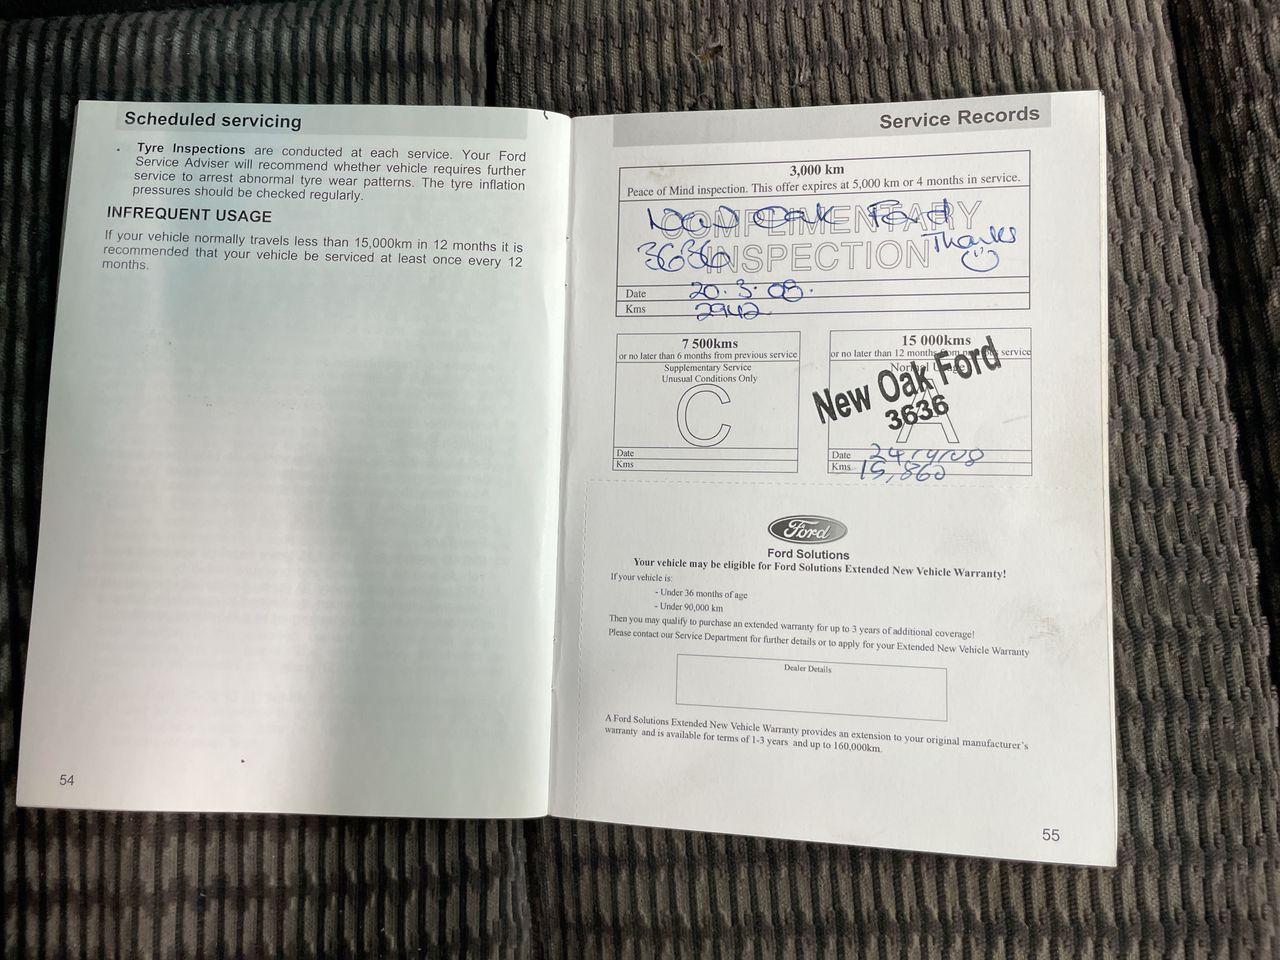 Scheduled servicing
· Tyre Inspections are conducted at each service. Your Ford
Service Adviser will recommend whether vehicle requires further
service to arrest abnormal tyre wear patterns. The tyre inflation
pressures should be checked regularly.
INFREQUENT USAGE
If your vehicle normally travels less than 15,000km in 12 months it is
recommended that your vehicle be serviced at least once every 12
months.
54
Service Records
3,000 km
Peace of Mind inspection. This offer expires at 5,000 km or 4 months in service.
COMPLIMENTARY
INSPECTION
Oak Ford
3636 Thanks
Date 20.3.08.
Kms 2942
7 500kms
or no later than 6 months from previous service
Supplementary Service
Unusual Conditions Only
C
Date
Kms
15 000kms
or no later than 12 months from previous service
Normal Usage
A
New Oak Ford
3636
Date
Kms 15,860
Ford
Ford Solutions
Your vehicle may be eligible for Ford Solutions Extended New Vehicle Warranty!
If your vehicle is:
- Under 36 months of age
- Under 90,000 km
Then you may qualify to purchase an extended warranty for up to 3 years of additional coverage!
Please contact our Service Department for further details or to apply for your Extended New Vehicle Warranty
Dealer Details
A Ford Solutions Extended New Vehicle Warranty provides an extension to your original manufacturer's
warranty and is available for terms of 1-3 years and up to 160,000km.
55